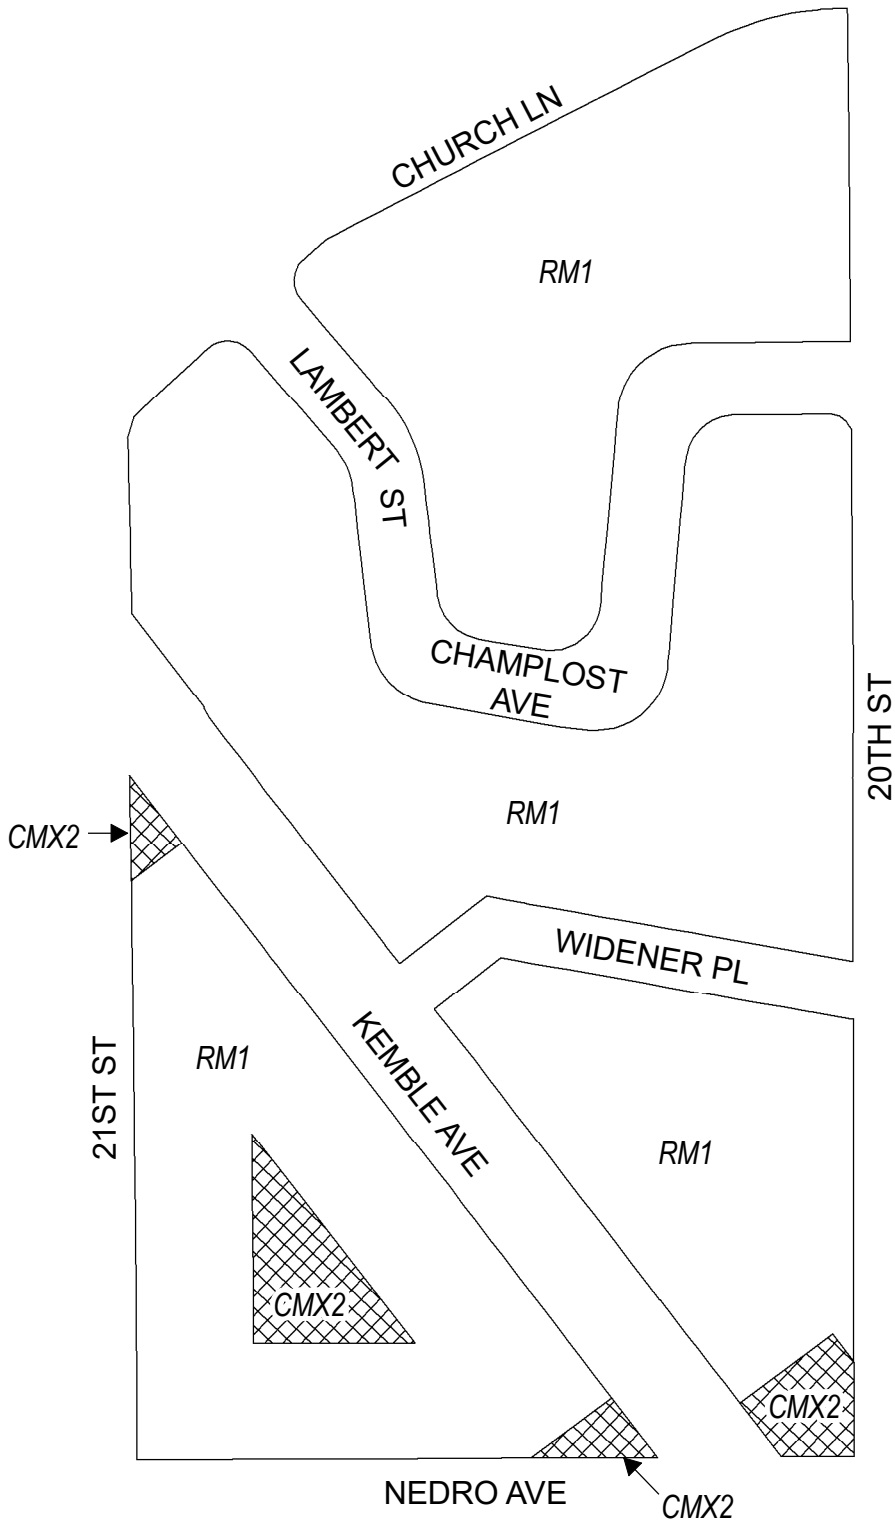 CHURCH LN
RM1
LAMBERT ST
CHAMPLOST
AVE
20TH ST
RM1
CMX2
WIDENER PL
KEMBLE AVE
21ST ST
RM1
RM1
CMX2
CMX2
NEDRO AVE
CMX2